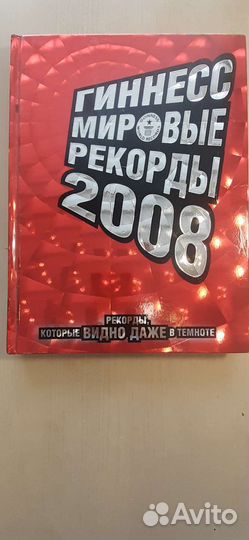 ГИННЕСС
МИРОВЫЕ
РЕКОРДЫ
2008
РЕКОРДЫ,
КОТОРЫЕ ВИДНО ДАЖЕ В ТЕМНОТЕ
Avito